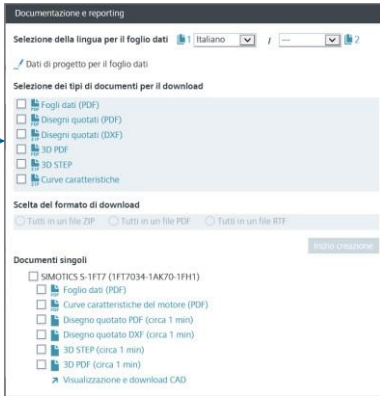 Documentazione e reporting
Selezione della lingua per il foglio dati 1 Italiano / --- 2
Dati di progetto per il foglio dati
Selezione dei tipi di documenti per il download
Fogli dati (PDF)
Disegni quotati (PDF)
Disegni quotati (DXF)
3D PDF
3D STEP
Curve caratteristiche
Scelta del formato di download
Tutti in un file ZIP Tutti in un file PDF Tutti in un file RTF
Inizio creazione
Documenti singoli
SIMOTICS S-1FT7 (1FT7034-1AK70-1FH1)
Foglio dati (PDF)
Curve caratteristiche del motore (PDF)
Disegno quotato PDF (circa 1 min)
Disegno quotato DXF (circa 1 min)
3D STEP (circa 1 min)
3D PDF (circa 1 min)
Visualizzazione e download CAD